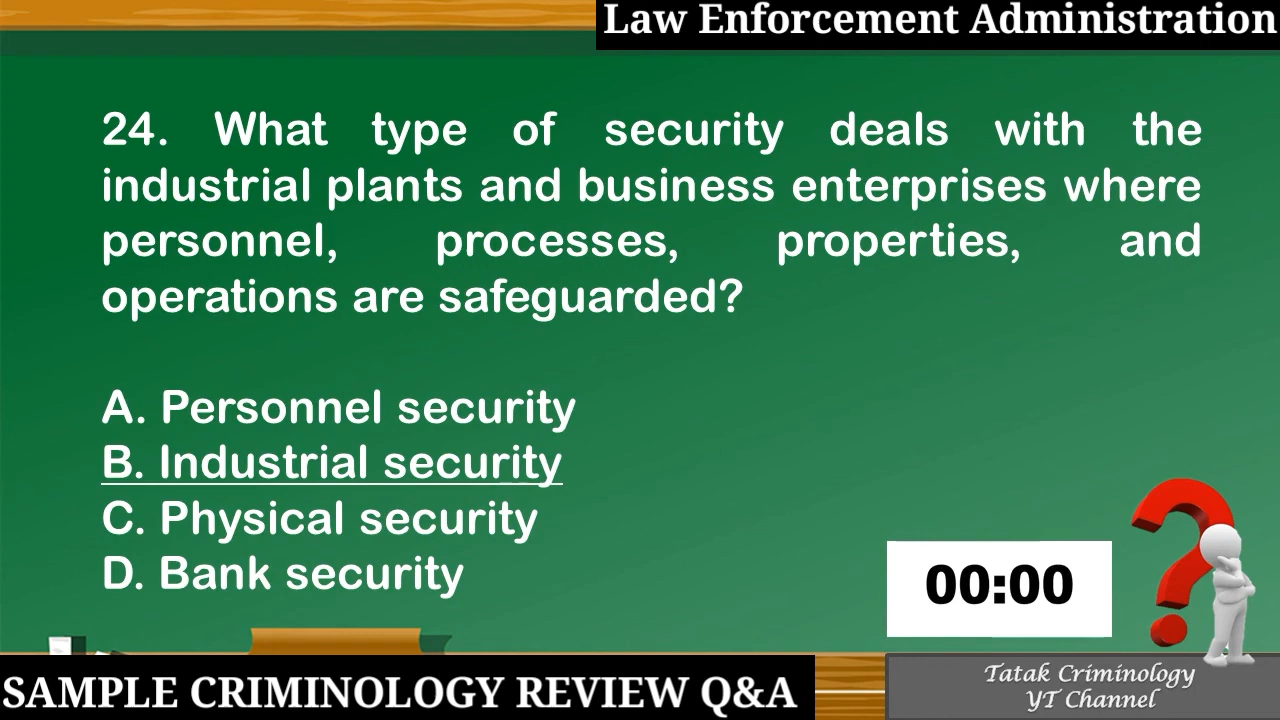 Law Enforcement Administration
24. What type of security deals with the
industrial plants and business enterprises where
personnel, processes, properties, and
operations are safeguarded?
A. Personnel security
B. Industrial security
C. Physical security
D. Bank security
00:00
Tatak Criminology
YT Channel
SAMPLE CRIMINOLOGY REVIEW Q&A